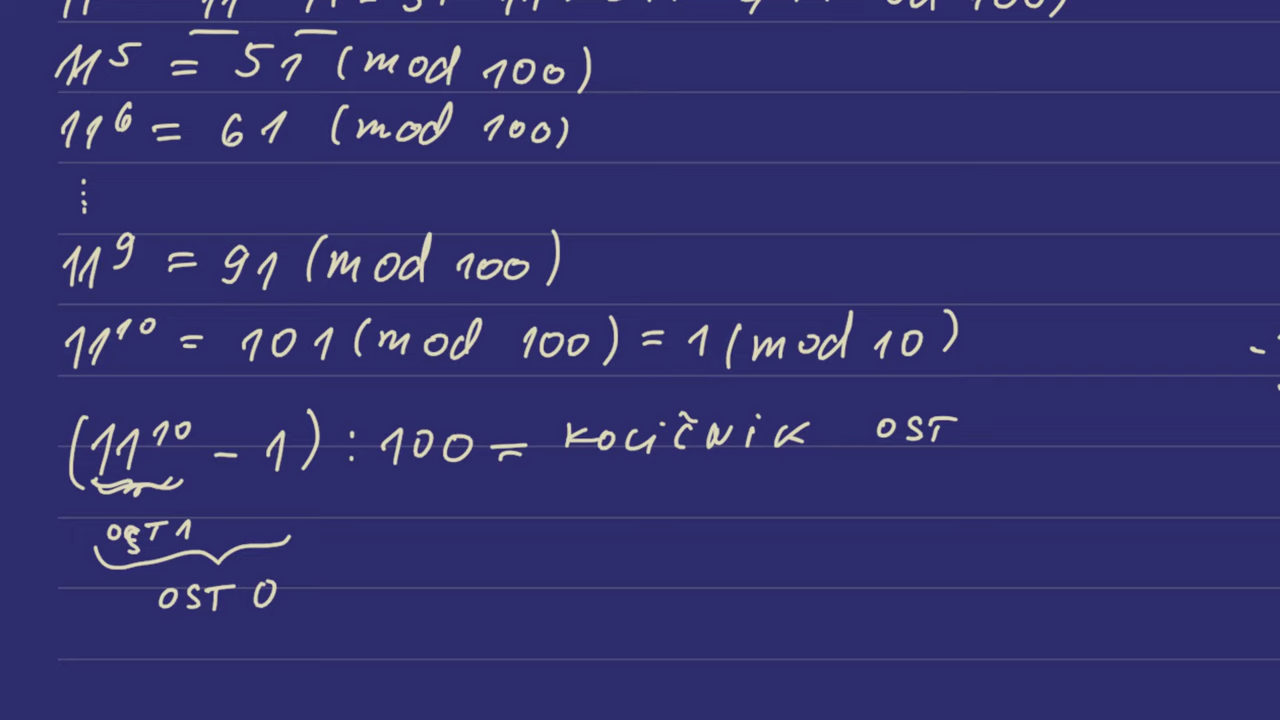 11⁵ = 51 (mod 100)
11⁶ = 61 (mod 100)
⋮
11⁹ = 91 (mod 100)
11¹⁰ = 101 (mod 100) = 1 (mod 10)
(11¹⁰ - 1) : 100 = KOCIČNIK OST
OST 1
OST 0